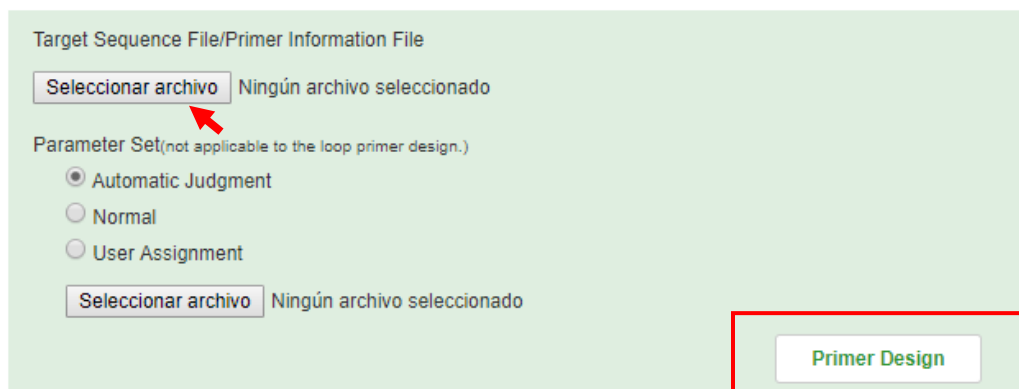 Target Sequence File/Primer Information File
Seleccionar archivo Ningún archivo seleccionado
Parameter Set(not applicable to the loop primer design.)
Automatic Judgment
Normal
User Assignment
Seleccionar archivo Ningún archivo seleccionado
Primer Design